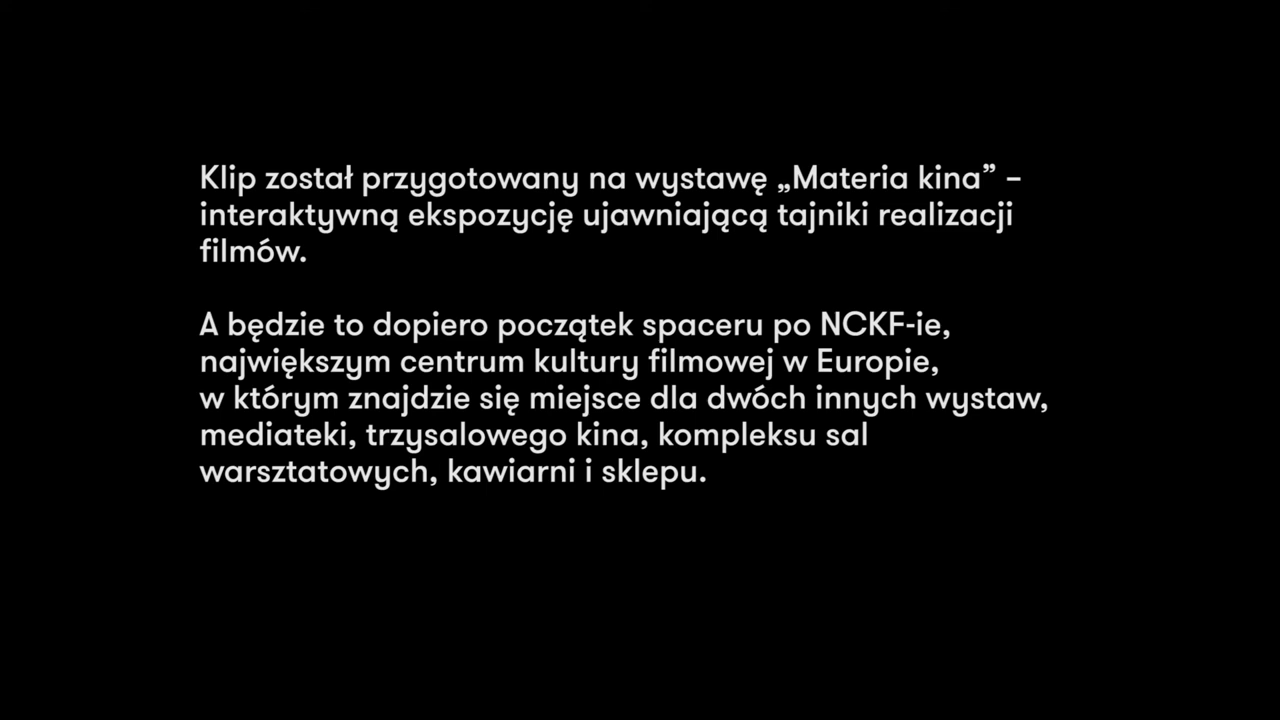 Klip został przygotowany na wystawę „Materia kina” –
interaktywną ekspozycję ujawniającą tajniki realizacji
filmów.
A będzie to dopiero początek spaceru po NCKF-ie,
największym centrum kultury filmowej w Europie,
w którym znajdzie się miejsce dla dwóch innych wystaw,
mediateki, trzysalowego kina, kompleksu sal
warsztatowych, kawiarni i sklepu.